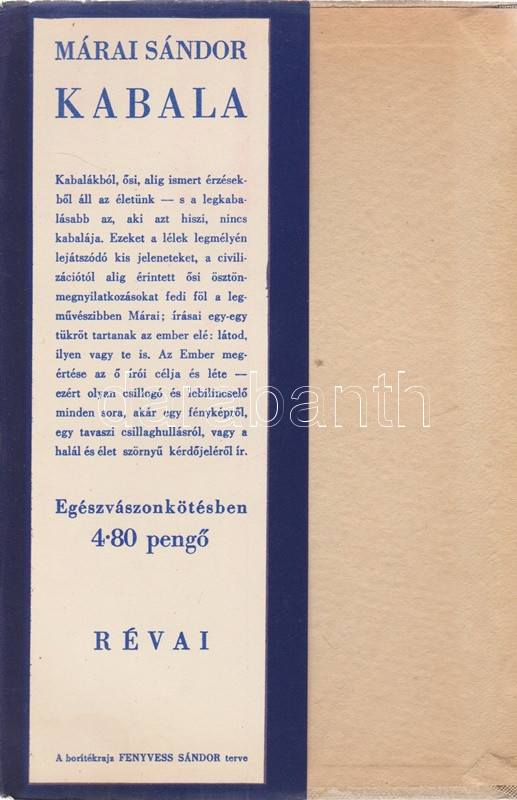 MÁRAI SÁNDOR
KABALA
Kabalákból, ősi, alig ismert érzések-
ből áll az életünk — s a legkaba-
lásabb az, aki azt hiszi, nincs
kabalája. Ezeket a lélek legmélyén
lejátszódó kis jeleneteket, a civili-
zációtól alig érintett ősi ösztön-
megnyilatkozásokat fedi föl a leg-
művészibben Márai; írásai egy-egy
tükröt tartanak az ember elé: látod,
ilyen vagy te is. Az Ember meg-
értése az ő írói célja és léte —
ezért olyan csillogó és lebilincselő
minden sora, akár egy fényképről,
egy tavaszi csillaghullásról, vagy a
halál és élet szörnyű kérdőjeléről ír.
Egészvászonkötésben
4·80 pengő
RÉVAI
A borítékrajz FENYVESS SÁNDOR terve
darabanth